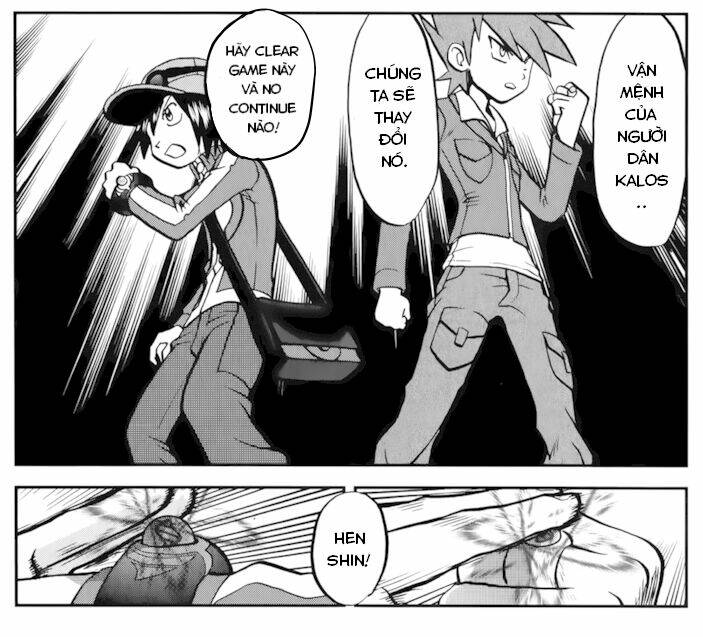 VẬN
MỆNH CỦA
NGƯỜI
DÂN
KALOS
..
CHÚNG
TA SẼ
THAY
ĐỔI
NÓ.
HÃY CLEAR
GAME NÀY
VÀ NO
CONTINUE
NÀO!
HEN
SHIN!